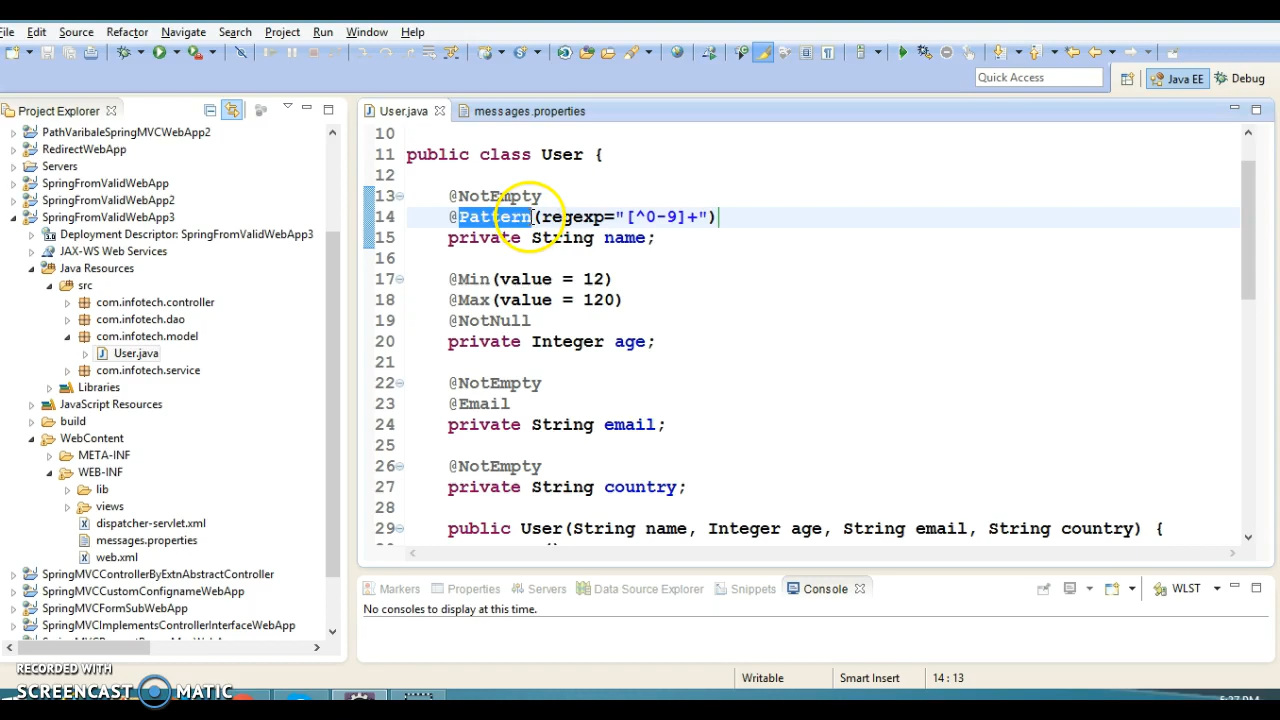 File Edit Source Refactor Navigate Search Project Run Window Help
Quick Access
Java EE
Debug
Project Explorer
User.java
messages.properties
PathVaribaleSpringMVCWebApp2
RedirectWebApp
Servers
SpringFromValidWebApp
SpringFromValidWebApp2
SpringFromValidWebApp3
Deployment Descriptor: SpringFromValidWebApp3
JAX-WS Web Services
Java Resources
src
com.infotech.controller
com.infotech.dao
com.infotech.model
User.java
com.infotech.service
Libraries
JavaScript Resources
build
WebContent
META-INF
WEB-INF
lib
views
dispatcher-servlet.xml
messages.properties
web.xml
SpringMVCControllerByExtnAbstractController
SpringMVCCustomConfignameWebApp
SpringMVCFormSubWebApp
SpringMVCImplementsControllerInterfaceWebApp
10
11 public class User {
12
13 @NotEmpty
14 @Pattern(regexp="[^0-9]+")
15 private String name;
16
17 @Min(value = 12)
18 @Max(value = 120)
19 @NotNull
20 private Integer age;
21
22 @NotEmpty
23 @Email
24 private String email;
25
26 @NotEmpty
27 private String country;
28
29 public User(String name, Integer age, String email, String country) {
Markers Properties Servers Data Source Explorer Snippets Console
WLST
No consoles to display at this time.
Writable
Smart Insert
14 : 13
RECORDED WITH
SCREENCAST MATIC